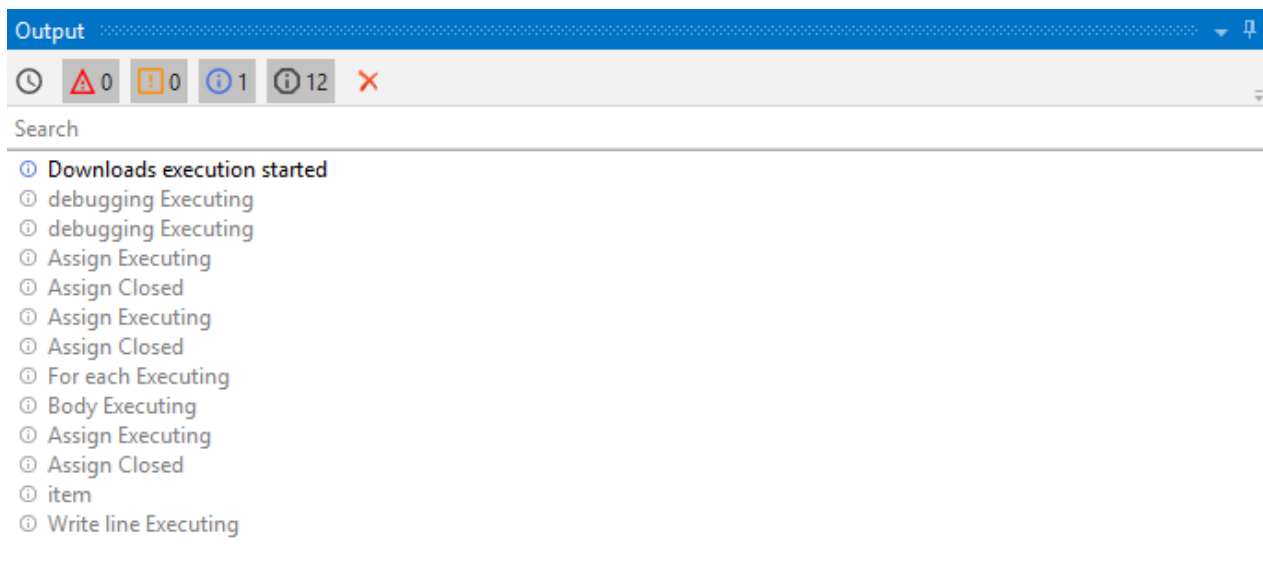 Output
0 0 1 12
Search
Downloads execution started
debugging Executing
debugging Executing
Assign Executing
Assign Closed
Assign Executing
Assign Closed
For each Executing
Body Executing
Assign Executing
Assign Closed
item
Write line Executing